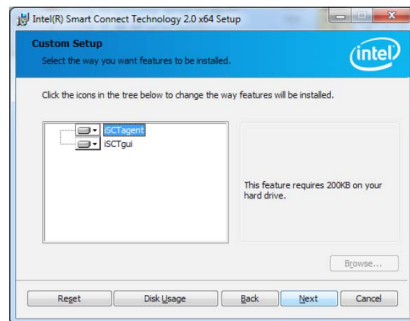 Intel(R) Smart Connect Technology 2.0 x64 Setup
Custom Setup
Select the way you want features to be installed.
intel
Click the icons in the tree below to change the way features will be installed.
iSCTagent
iSCTgui
This feature requires 200KB on your
hard drive.
Browse...
Reset
Disk Usage
Back
Next
Cancel